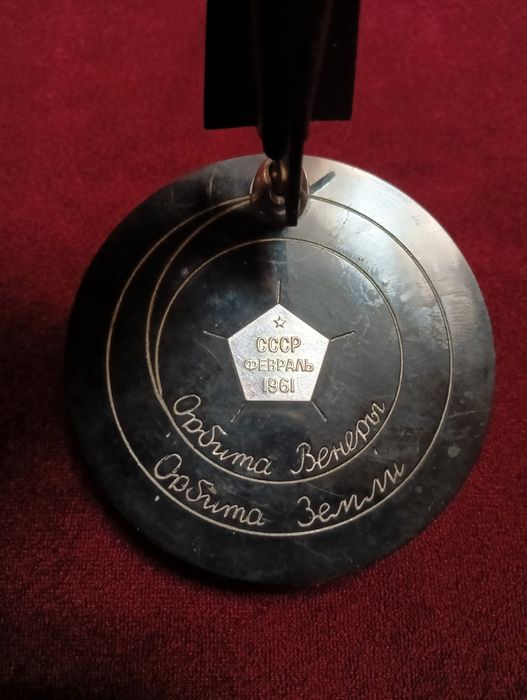 СССР
ФЕВРАЛЬ
1961
Орбита Венеры
Орбита Земли